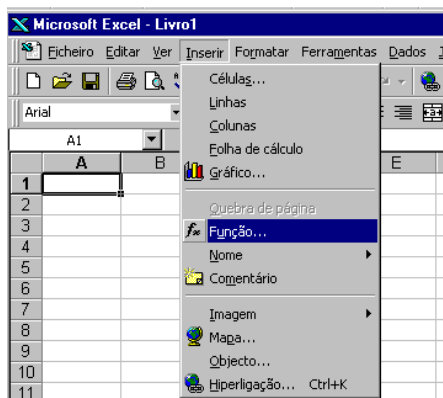 Microsoft Excel - Livro1
Ficheiro Editar Ver Inserir Formatar Ferramentas Dados
Arial
A1
A B E
1
2
3
4
5
6
7
8
9
10
11
Células...
Linhas
Colunas
Folha de cálculo
Gráfico...
Quebra de página
Função...
Nome
Comentário
Imagem
Mapa...
Objecto...
Hiperligação... Ctrl+K